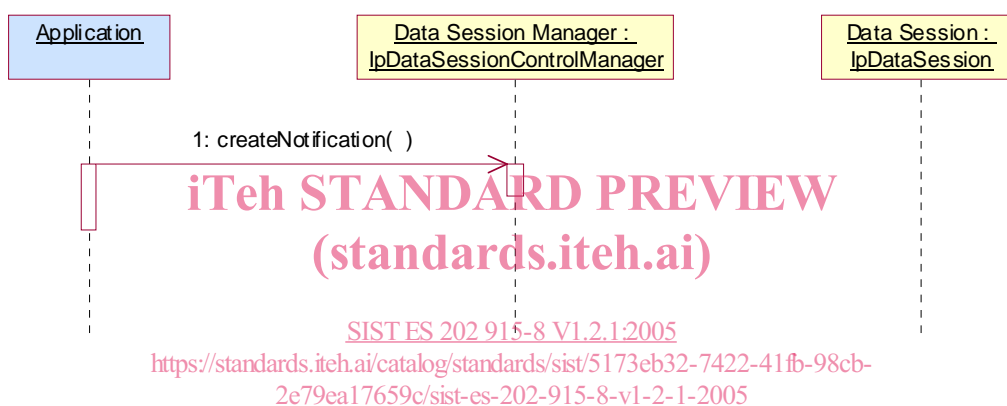 Application
Data Session Manager :
IpDataSessionControlManager
Data Session :
IpDataSession
1: createNotification( )
iTeh STANDARD PREVIEW
(standards.iteh.ai)
SIST ES 202 915-8 V1.2.1:2005
https://standards.iteh.ai/catalog/standards/sist/5173eb32-7422-41fb-98cb-
2e79ea17659c/sist-es-202-915-8-v1-2-1-2005